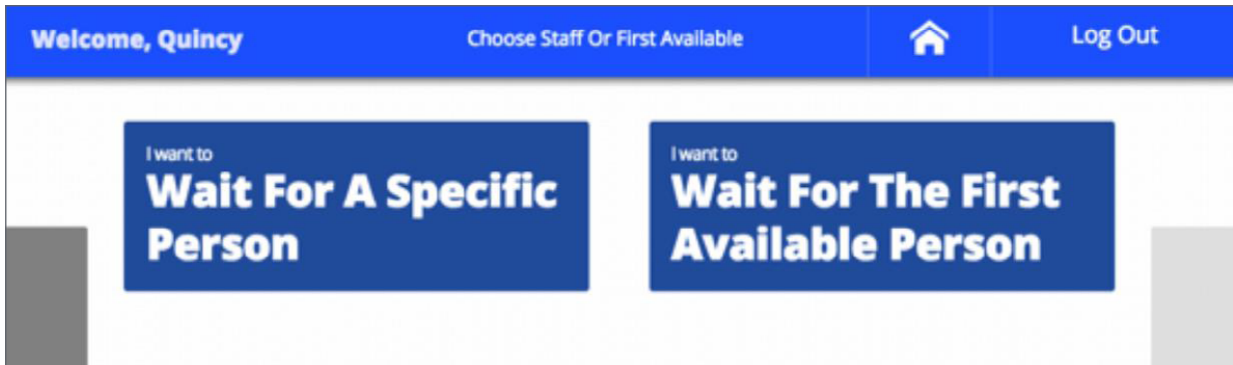 Welcome, Quincy
Choose Staff Or First Available
Log Out
I want to
Wait For A Specific
Person
I want to
Wait For The First
Available Person